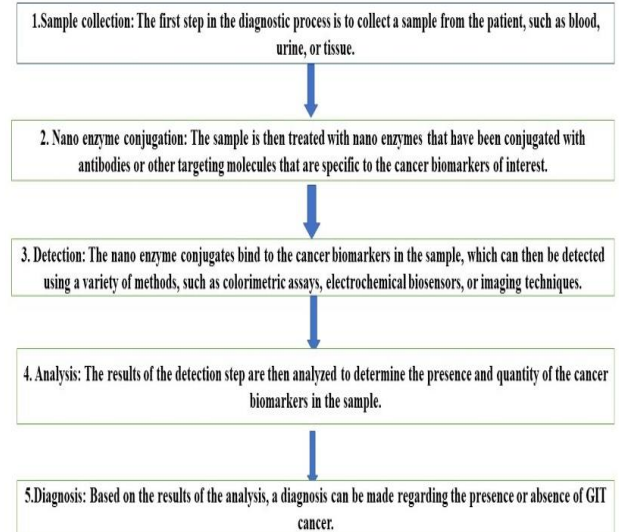 1.Sample collection: The first step in the diagnostic process is to collect a sample from the patient, such as blood,
urine, or tissue.
2. Nano enzyme conjugation: The sample is then treated with nano enzymes that have been conjugated with
antibodies or other targeting molecules that are specific to the cancer biomarkers of interest.
3. Detection: The nano enzyme conjugates bind to the cancer biomarkers in the sample, which can then be detected
using a variety of methods, such as colorimetric assays, electrochemical biosensors, or imaging techniques.
4. Analysis: The results of the detection step are then analyzed to determine the presence and quantity of the cancer
biomarkers in the sample.
5.Diagnosis: Based on the results of the analysis, a diagnosis can be made regarding the presence or absence of GIT
cancer.